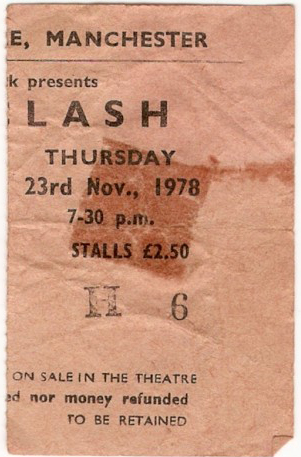 E, MANCHESTER
k presents
LASH
THURSDAY
23rd Nov., 1978
7-30 p.m.
STALLS £2.50
H 6
ON SALE IN THE THEATRE
ed nor money refunded
TO BE RETAINED